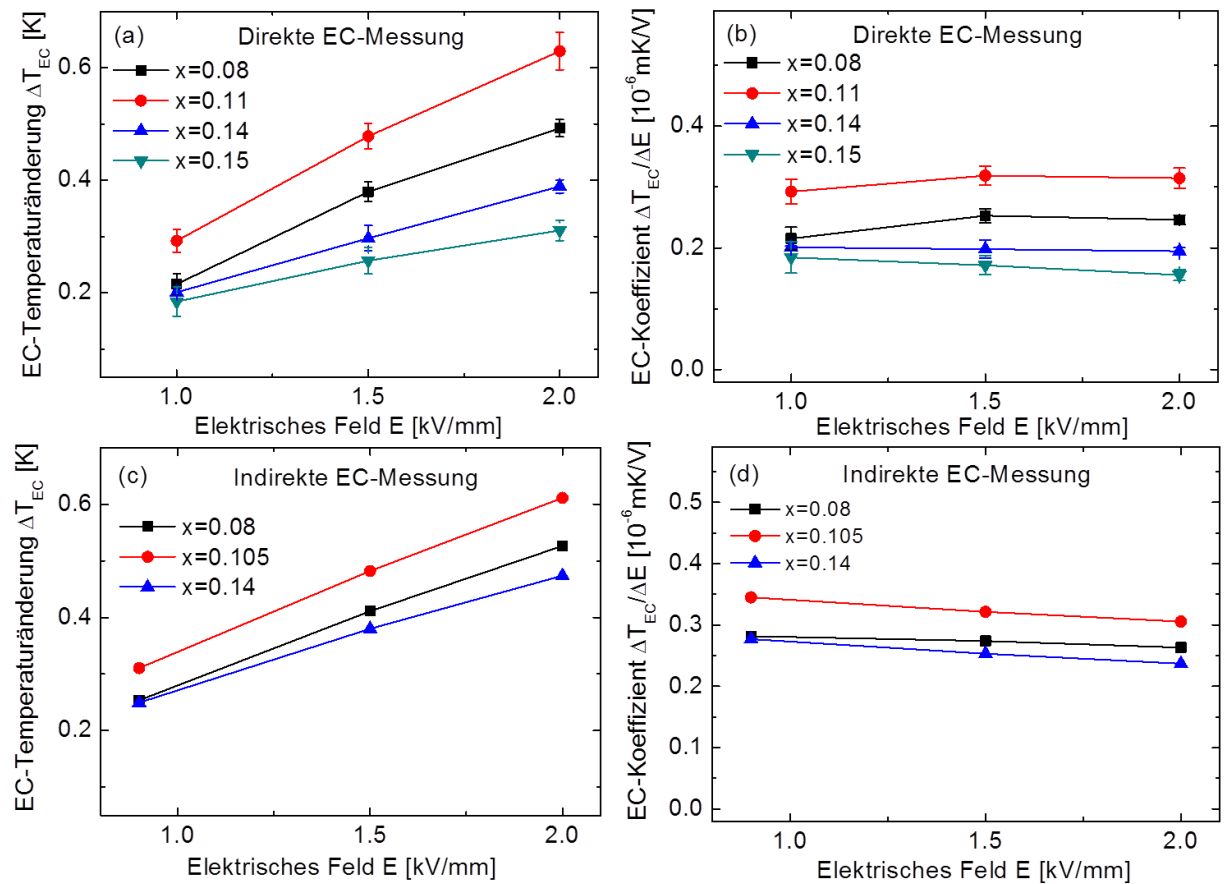 (a) Direkte EC-Messung
x=0.08
x=0.11
x=0.14
x=0.15
EC-Temperaturänderung ΔT_EC [K]
0.6
0.4
0.2
1.0 1.5 2.0
Elektrisches Feld E [kV/mm]
(b) Direkte EC-Messung
x=0.08
x=0.11
x=0.14
x=0.15
EC-Koeffizient ΔT_EC/ΔE [10⁻⁶mK/V]
0.4
0.2
0.0
1.0 1.5 2.0
Elektrisches Feld E [kV/mm]
(c) Indirekte EC-Messung
x=0.08
x=0.105
x=0.14
EC-Temperaturänderung ΔT_EC [K]
0.6
0.4
0.2
1.0 1.5 2.0
Elektrisches Feld E [kV/mm]
(d) Indirekte EC-Messung
x=0.08
x=0.105
x=0.14
EC-Koeffizient ΔT_EC/ΔE [10⁻⁶mK/V]
0.5
0.4
0.3
0.2
0.1
0.0
1.0 1.5 2.0
Elektrisches Feld E [kV/mm]